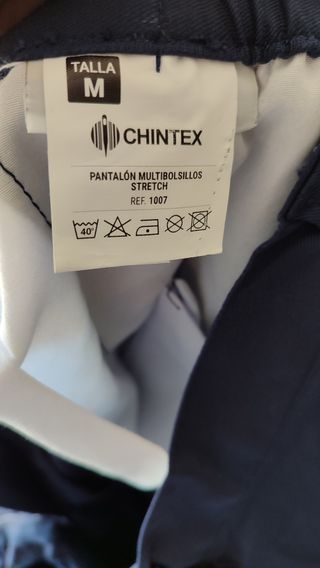 TALLA
M
CHINTEX
PANTALÓN MULTIBOLSILLOS
STRETCH
REF. 1007
40°